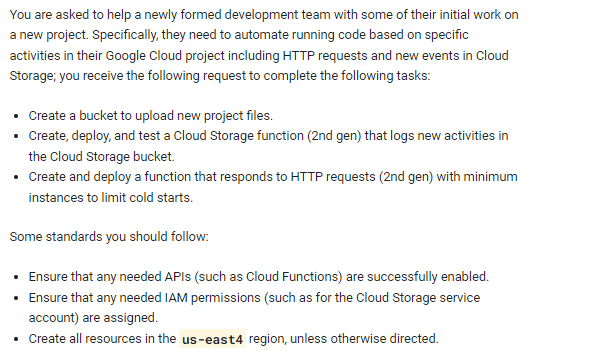 You are asked to help a newly formed development team with some of their initial work on
a new project. Specifically, they need to automate running code based on specific
activities in their Google Cloud project including HTTP requests and new events in Cloud
Storage; you receive the following request to complete the following tasks:
• Create a bucket to upload new project files.
• Create, deploy, and test a Cloud Storage function (2nd gen) that logs new activities in
the Cloud Storage bucket.
• Create and deploy a function that responds to HTTP requests (2nd gen) with minimum
instances to limit cold starts.
Some standards you should follow:
• Ensure that any needed APIs (such as Cloud Functions) are successfully enabled.
• Ensure that any needed IAM permissions (such as for the Cloud Storage service
account) are assigned.
• Create all resources in the us-east4 region, unless otherwise directed.